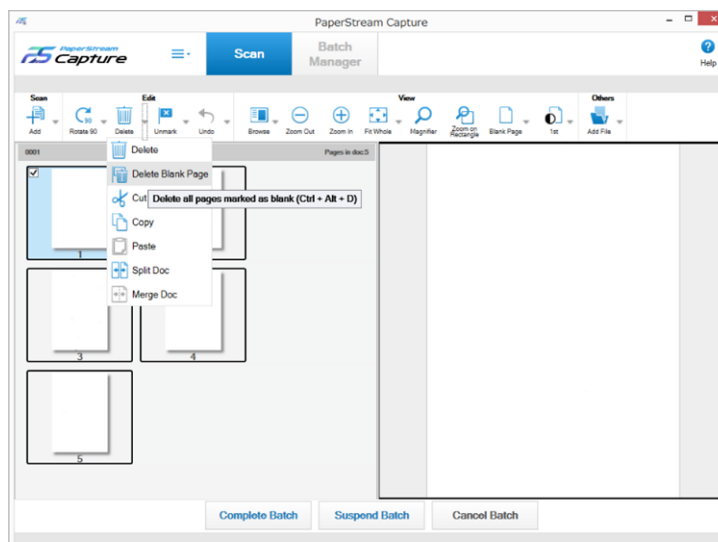 PaperStream Capture
PaperStream
Capture
Scan
Batch
Manager
Help
Scan
Edit
View
Others
Add
Rotate 90
Delete
Unmark
Undo
Browse
Zoom Out
Zoom In
Fit Whole
Magnifier
Zoom on
Rectangle
Blank Page
1st
Add File
0001
Pages in doc:5
Delete
Delete Blank Page
Cut
Delete all pages marked as blank (Ctrl + Alt + D)
Copy
Paste
Split Doc
Merge Doc
1
3
4
5
Complete Batch
Suspend Batch
Cancel Batch